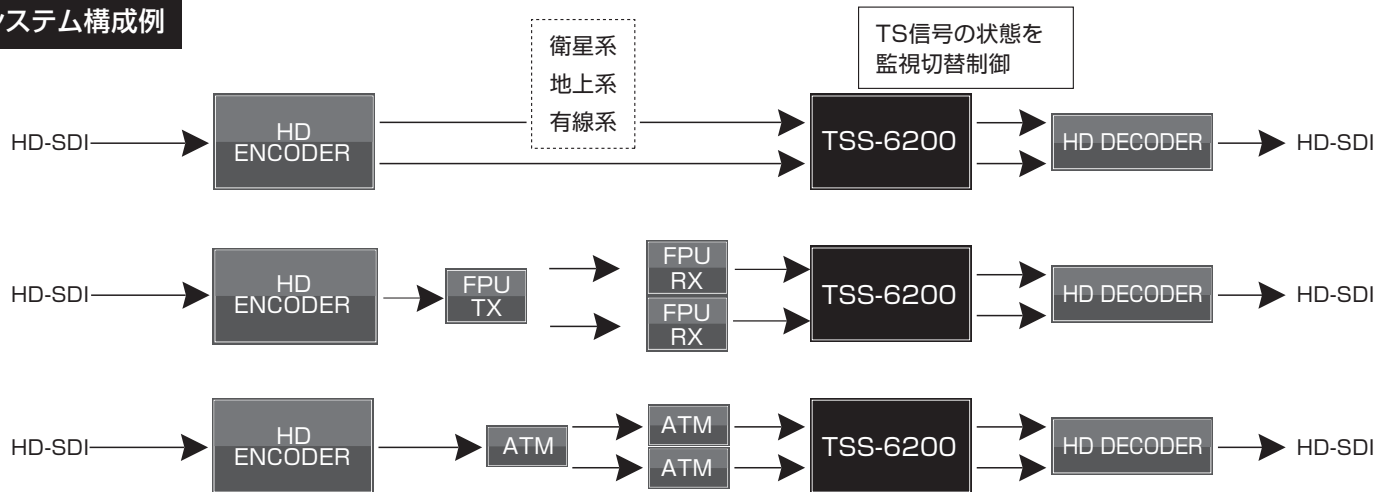 ステム構成例
衛星系
地上系
有線系
TS信号の状態を
監視切替制御
HD-SDI
HD
ENCODER
TSS-6200
HD DECODER
HD-SDI
HD-SDI
HD
ENCODER
FPU
TX
FPU
RX
FPU
RX
TSS-6200
HD DECODER
HD-SDI
HD-SDI
HD
ENCODER
ATM
ATM
ATM
TSS-6200
HD DECODER
HD-SDI